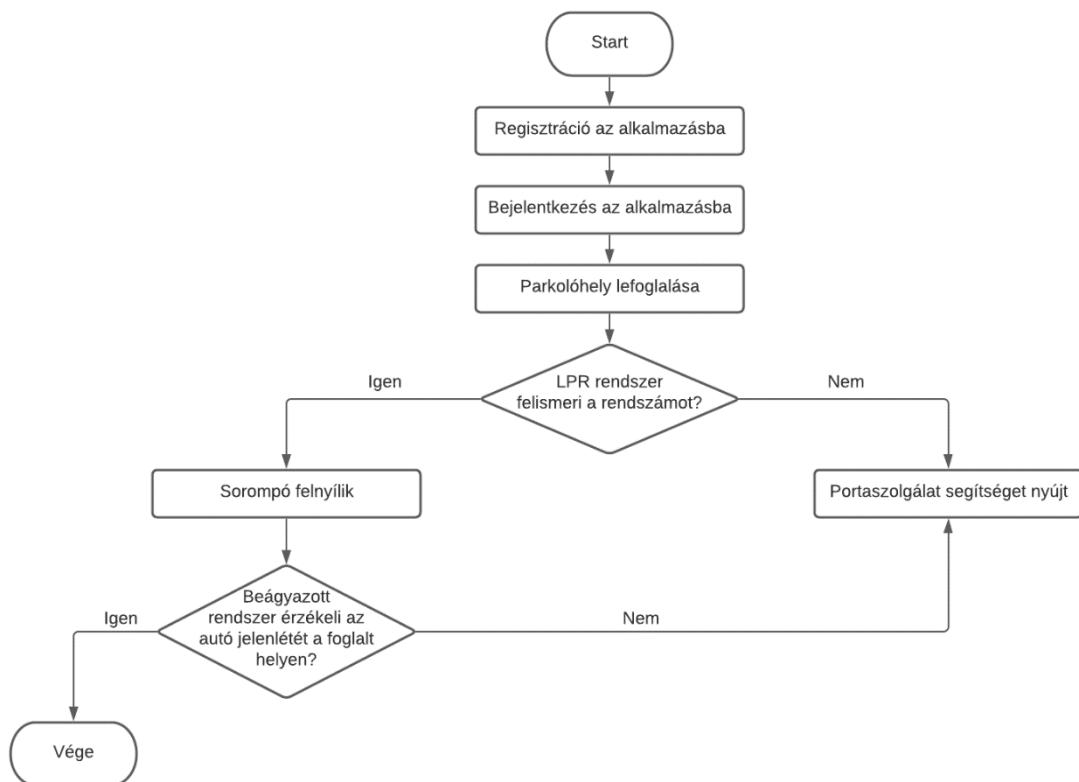 Start
Regisztráció az alkalmazásba
Bejelentkezés az alkalmazásba
Parkolóhely lefoglalása
LPR rendszer
felismeri a rendszámot?
Igen
Nem
Sorompó felnyílik
Portaszolgálat segítséget nyújt
Beágyazott
rendszer érzékeli az
autó jelenlétét a foglalt
helyen?
Igen
Nem
Vége